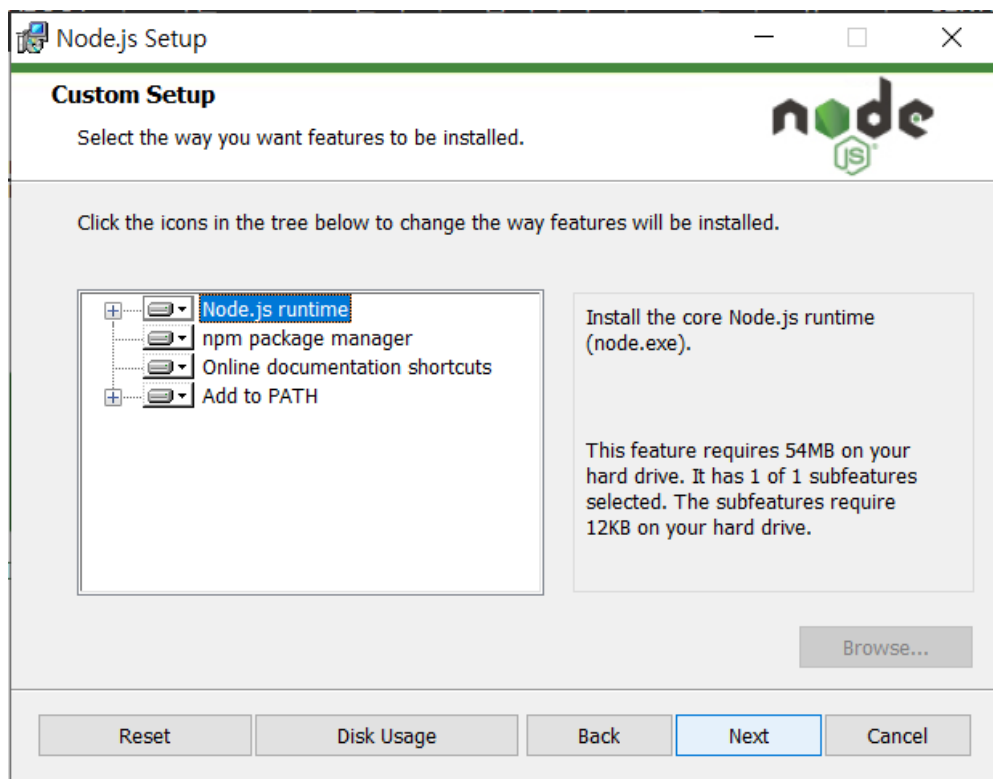 Node.js Setup
Custom Setup
Select the way you want features to be installed.
node
JS
Click the icons in the tree below to change the way features will be installed.
Node.js runtime
npm package manager
Online documentation shortcuts
Add to PATH
Install the core Node.js runtime
(node.exe).
This feature requires 54MB on your
hard drive. It has 1 of 1 subfeatures
selected. The subfeatures require
12KB on your hard drive.
Browse...
Reset
Disk Usage
Back
Next
Cancel